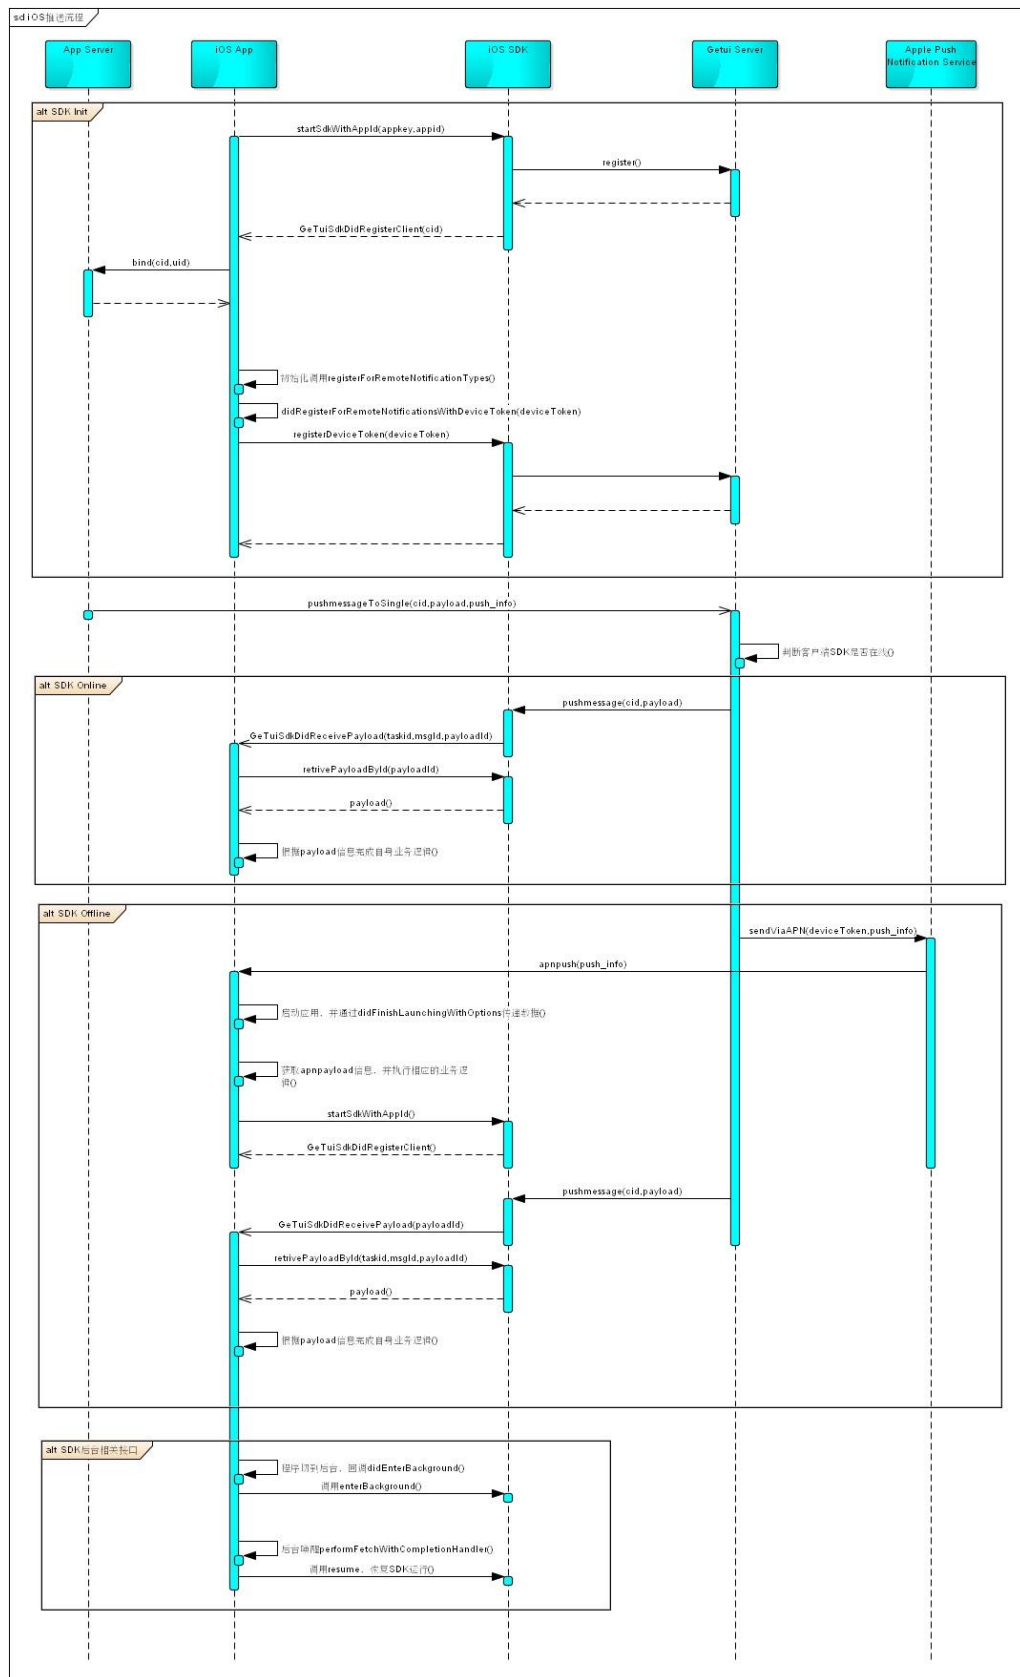 sd iOS推送流程
App Server
iOS App
iOS SDK
Getui Server
Apple Push
Notification Service
alt SDK Init
startSdkWithAppId(appkey,appid)
register()
GeTuiSdkDidRegisterClient(cid)
bind(cid,uid)
初始化调用registerForRemoteNotificationTypes()
didRegisterForRemoteNotificationsWithDeviceToken(deviceToken)
registerDeviceToken(deviceToken)
pushmessageToSingle(cid,payload,push_info)
判断客户端SDK是否在线()
alt SDK Online
pushmessage(cid,payload)
GeTuiSdkDidReceivePayload(taskid,msgId,payloadId)
retrivePayloadById(payloadId)
payload()
根据payload信息完成自身业务逻辑()
alt SDK Offline
sendViaAPN(deviceToken,push_info)
apnpush(push_info)
启动应用，并通过didFinishLaunchingWithOptions传递数据()
获取apnpayload信息，并执行相应的业务逻
辑()
startSdkWithAppId()
GeTuiSdkDidRegisterClient()
pushmessage(cid,payload)
GeTuiSdkDidReceivePayload(payloadId)
retrivePayloadById(taskid,msgId,payloadId)
payload()
根据payload信息完成自身业务逻辑()
alt SDK后台相关接口
程序切到后台，回调didEnterBackground()
调用enterBackground()
后台唤醒performFetchWithCompletionHandler()
调用resume，恢复SDK运行()